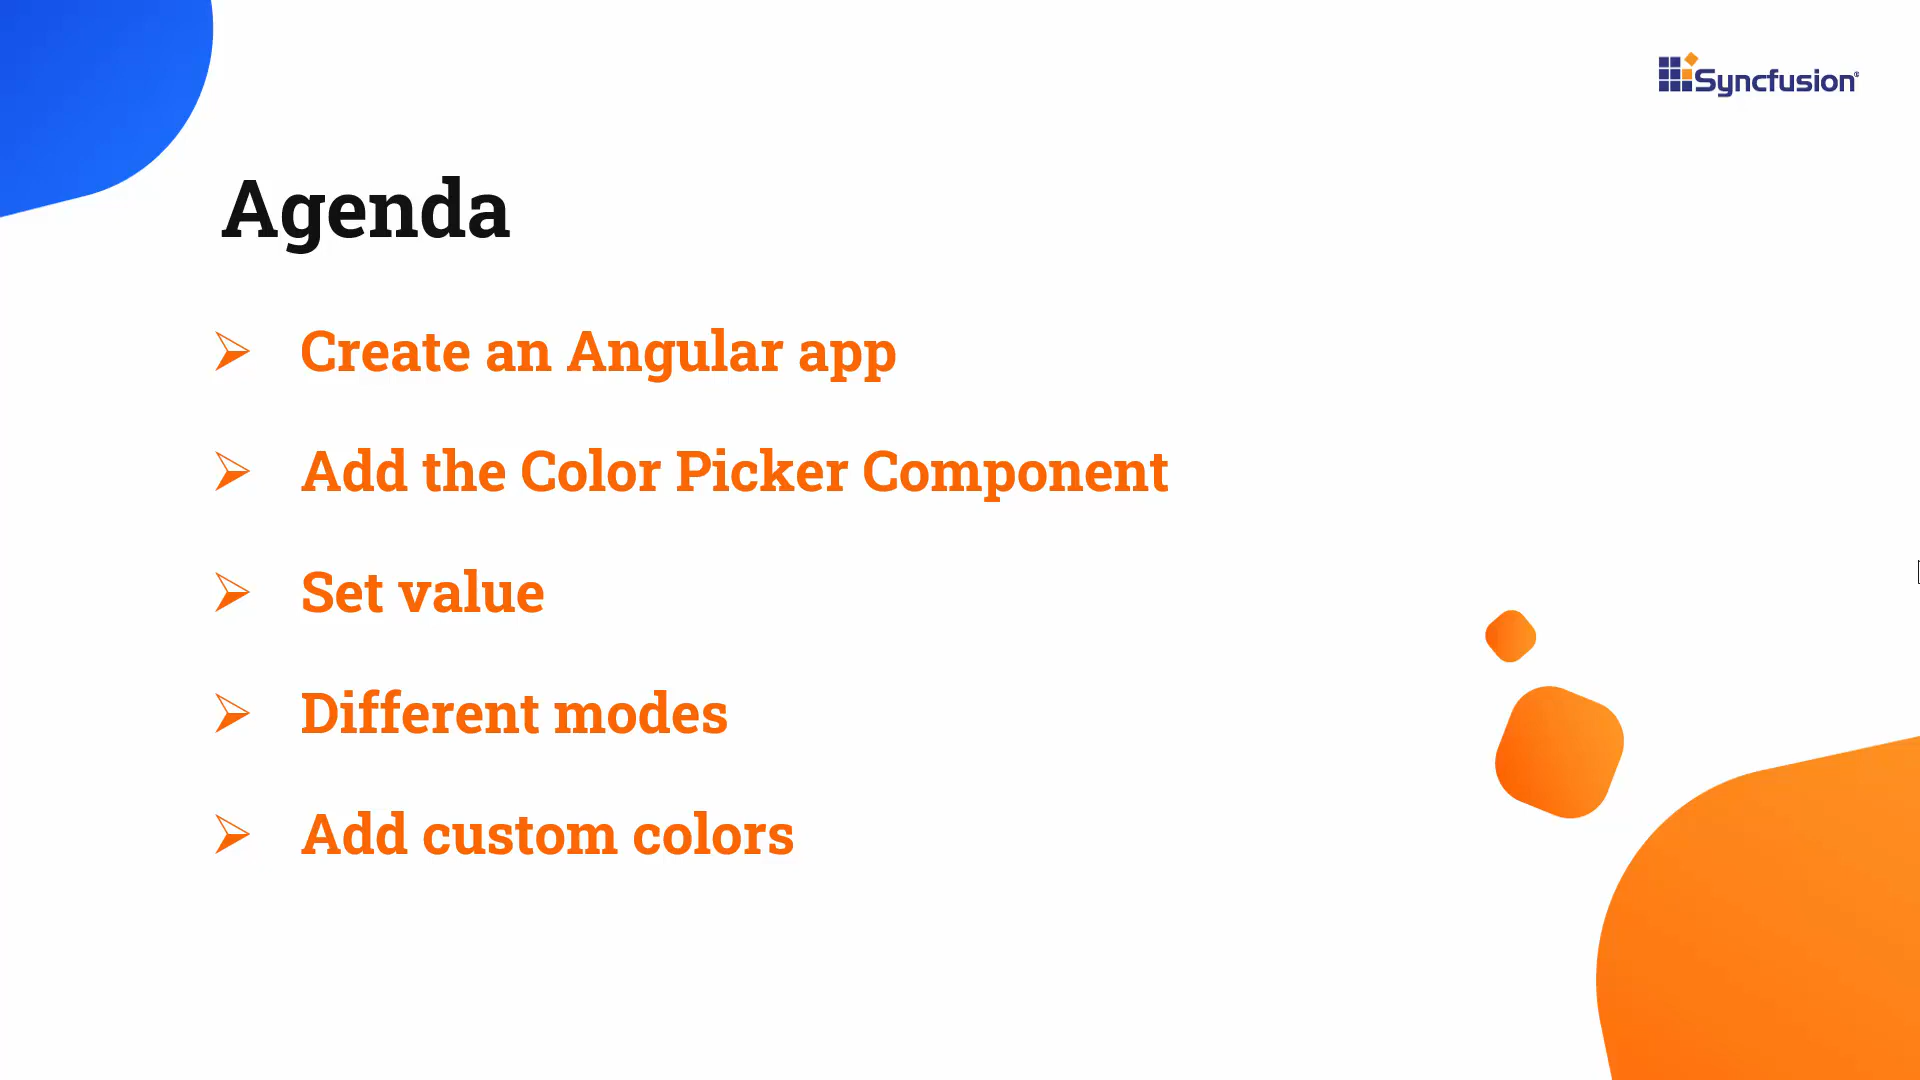 Syncfusion®
Agenda
➢ Create an Angular app
➢ Add the Color Picker Component
➢ Set value
➢ Different modes
➢ Add custom colors